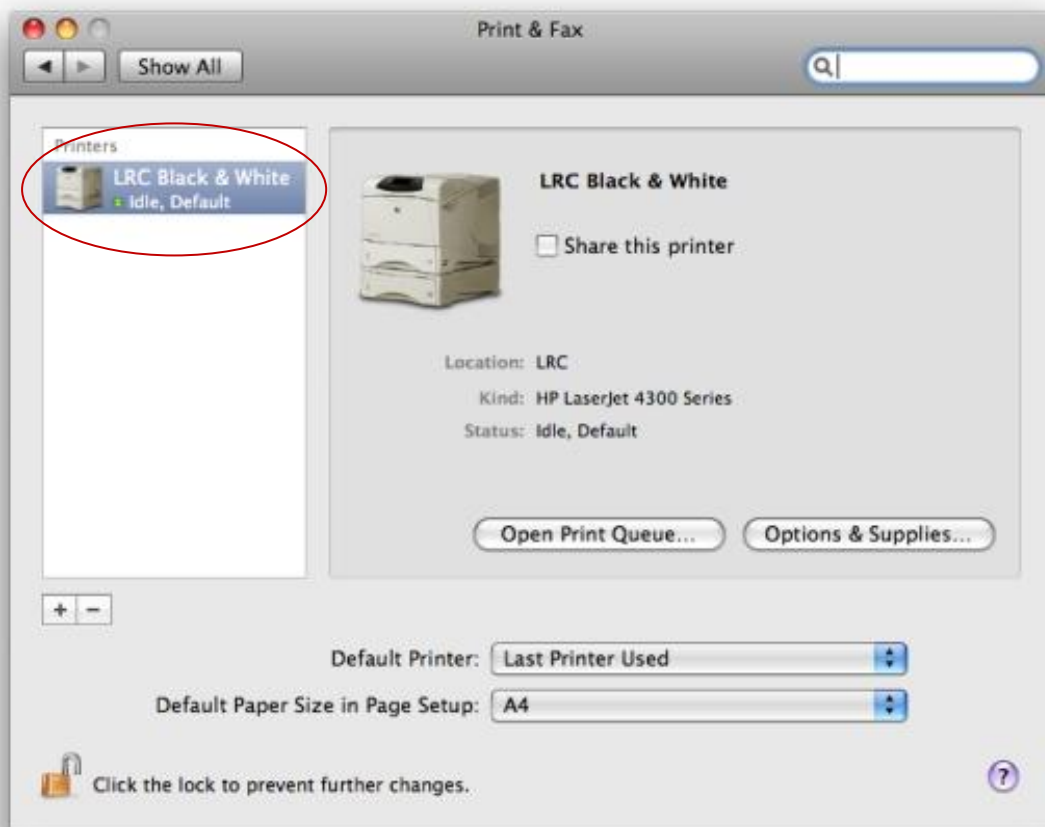 Print & Fax
Show All
Printers
LRC Black & White
Idle, Default
LRC Black & White
Share this printer
Location: LRC
Kind: HP LaserJet 4300 Series
Status: Idle, Default
Open Print Queue... Options & Supplies...
+ −
Default Printer: Last Printer Used
Default Paper Size in Page Setup: A4
Click the lock to prevent further changes.
?